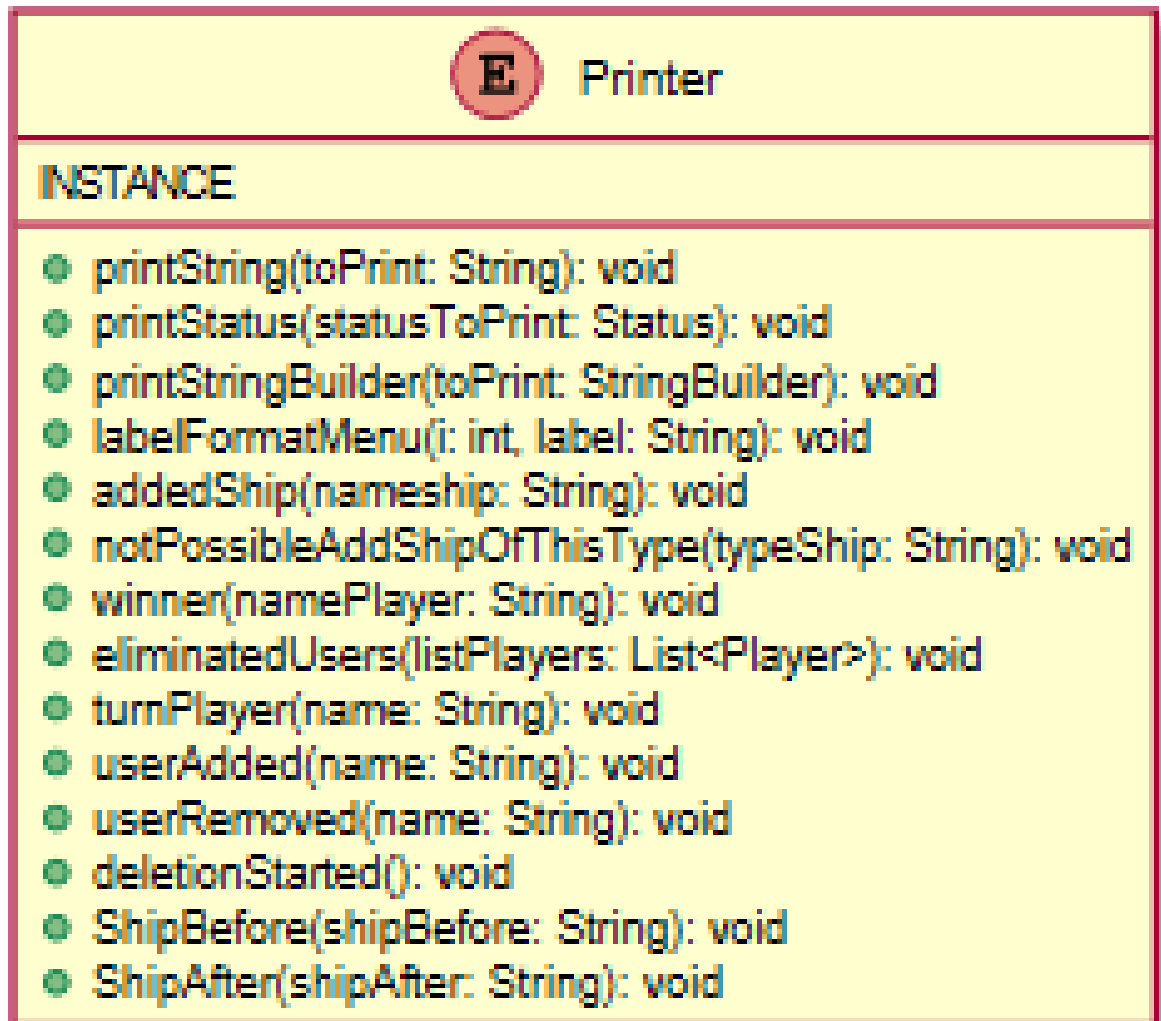 E Printer
INSTANCE
printString(toPrint: String): void
printStatus(statusToPrint: Status): void
printStringBuilder(toPrint: StringBuilder): void
labelFormatMenu(i: int, label: String): void
addedShip(nameship: String): void
notPossibleAddShipOfThisType(typeShip: String): void
winner(namePlayer: String): void
eliminatedUsers(listPlayers: List<Player>): void
turnPlayer(name: String): void
userAdded(name: String): void
userRemoved(name: String): void
deletionStarted(): void
ShipBefore(shipBefore: String): void
ShipAfter(shipAfter: String): void